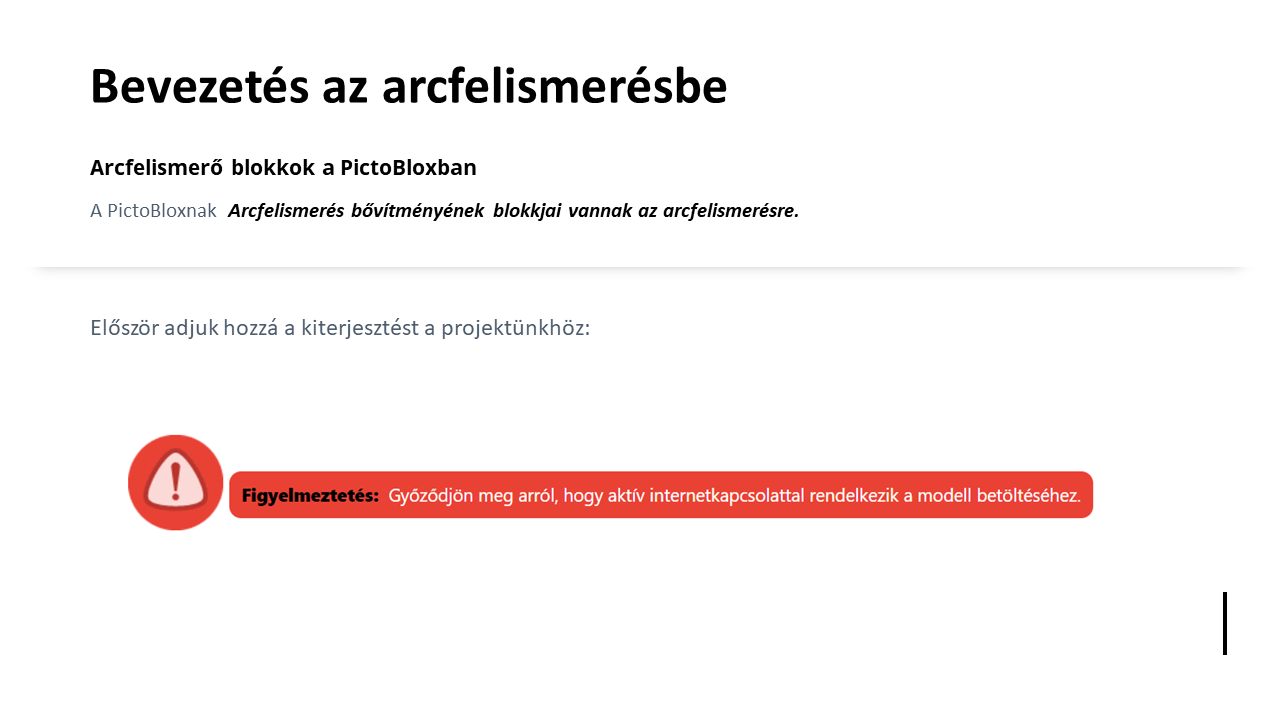 Bevezetés az arcfelismerésbe
Arcfelismerő blokkok a PictoBloxban
A PictoBloxnak Arcfelismerés bővítményének blokkjai vannak az arcfelismerésre.
Először adjuk hozzá a kiterjesztést a projektünkhöz:
Figyelmeztetés: Győződjön meg arról, hogy aktív internetkapcsolattal rendelkezik a modell betöltéséhez.